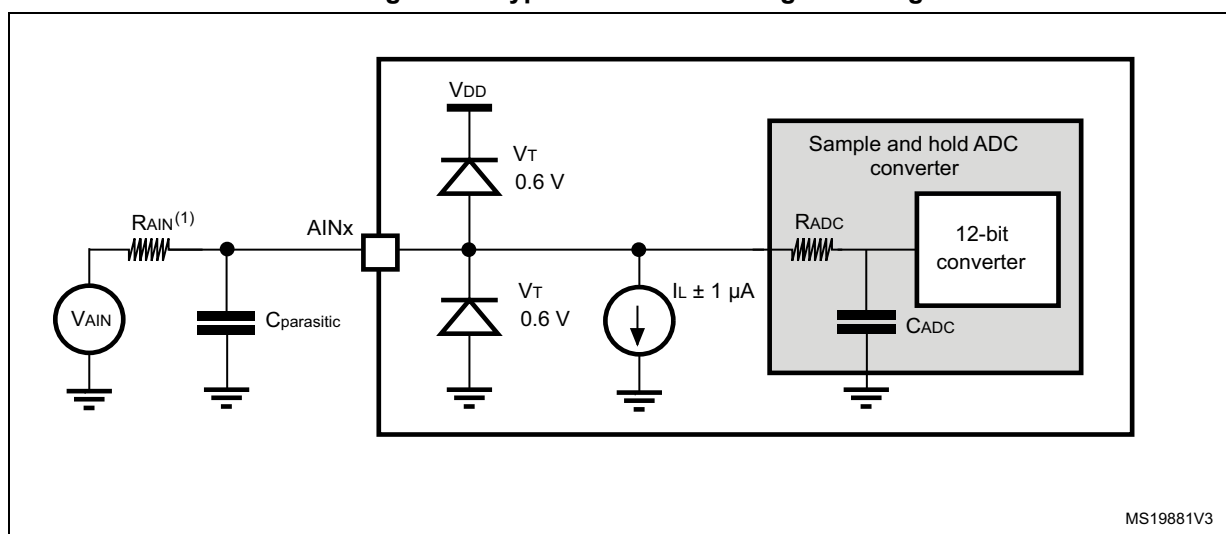 VDD
Sample and hold ADC
converter
VT
0.6 V
RAIN(1)
AINx
RADC
12-bit
converter
VAIN
Cparasitic
VT
0.6 V
IL ± 1 µA
CADC
MS19881V3